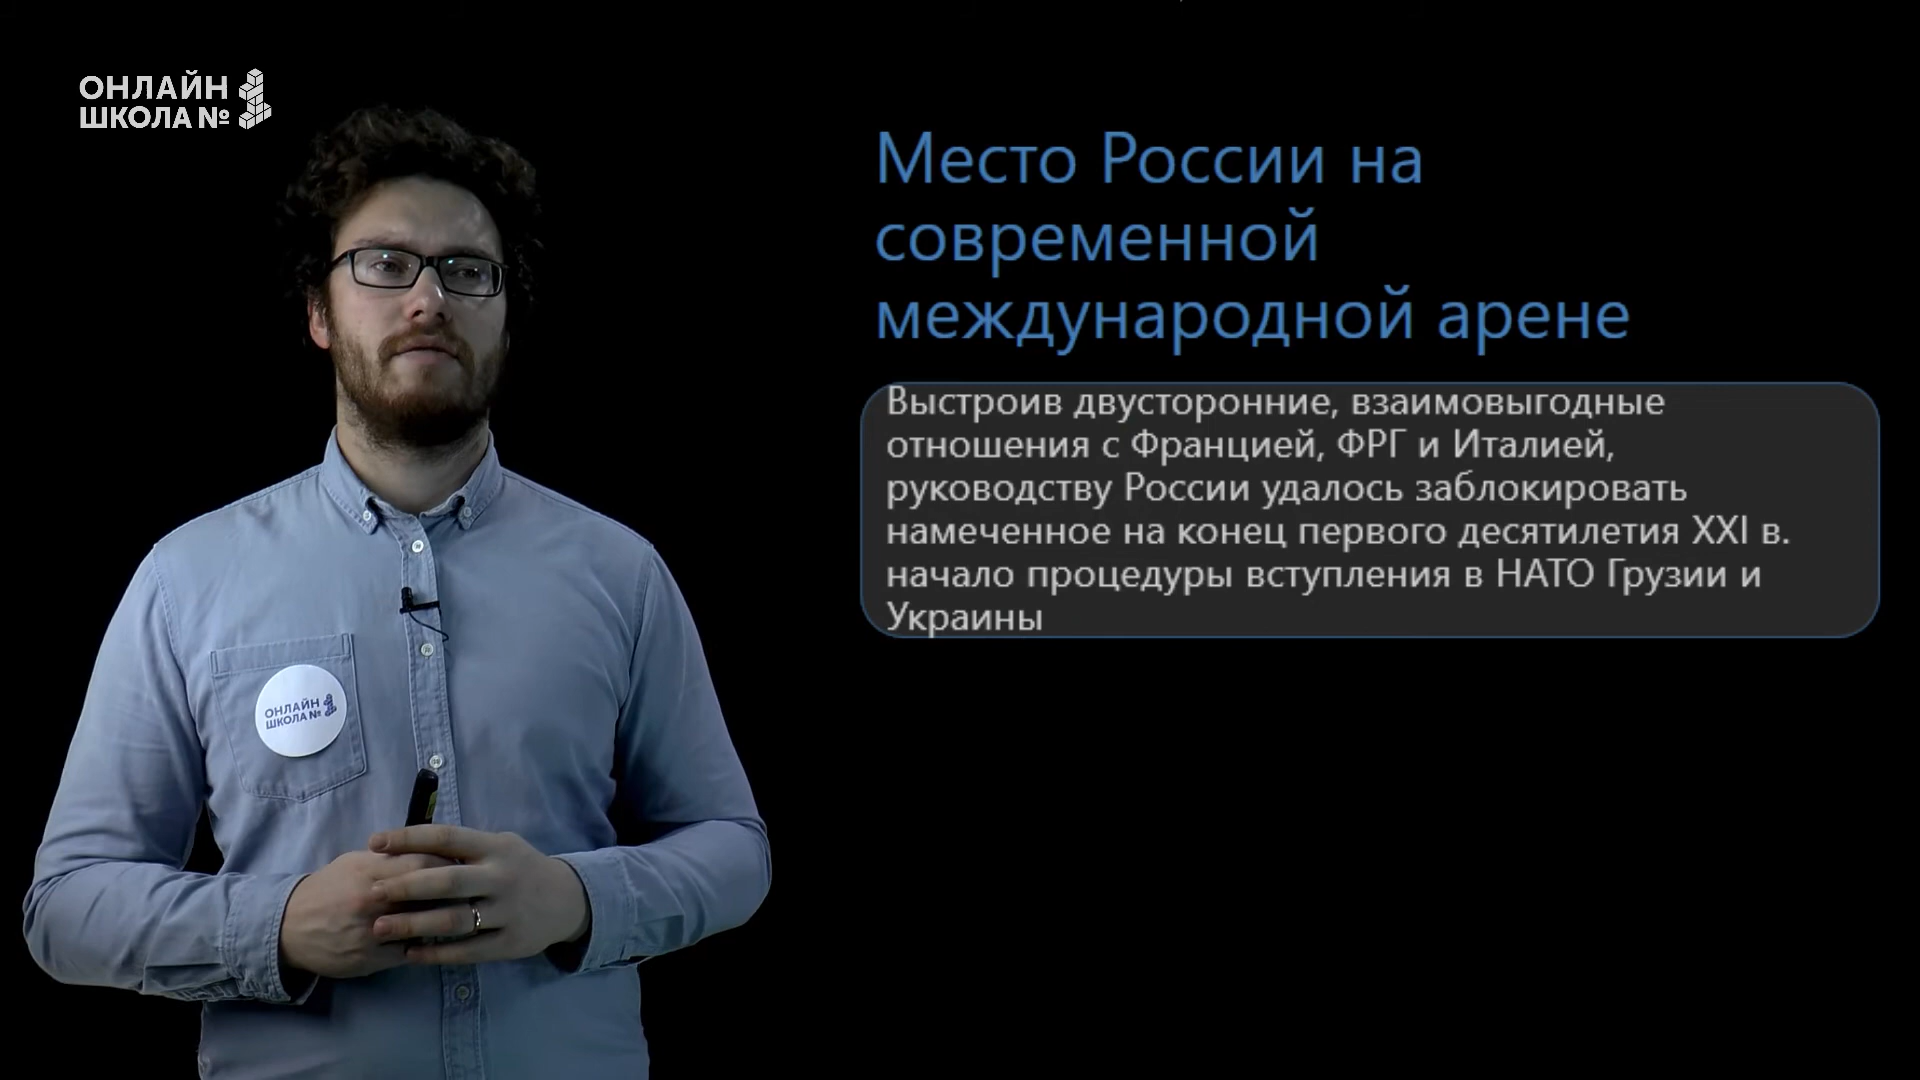 ОНЛАЙН
ШКОЛА №
Место России на
современной
международной арене
Выстроив двусторонние, взаимовыгодные
отношения с Францией, ФРГ и Италией,
руководству России удалось заблокировать
намеченное на конец первого десятилетия XXI в.
начало процедуры вступления в НАТО Грузии и
Украины
ОНЛАЙН
ШКОЛА №